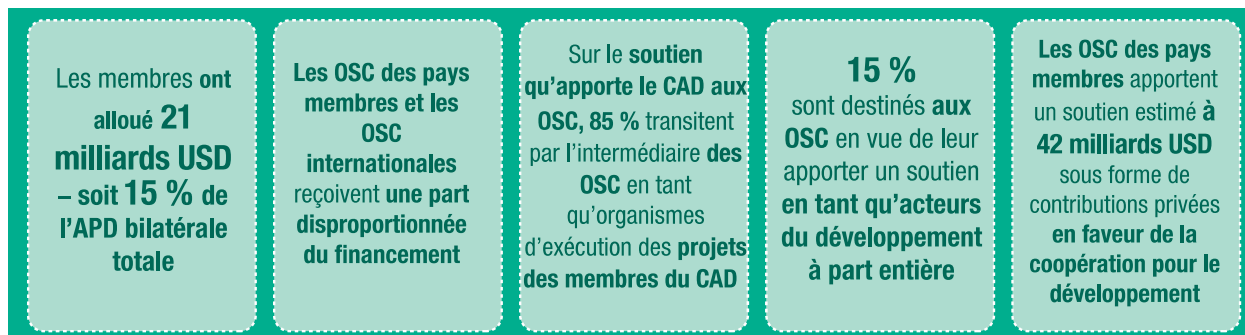 Les membres ont
alloué 21
milliards USD
– soit 15 % de
l'APD bilatérale
totale
Les OSC des pays
membres et les
OSC
internationales
reçoivent une part
disproportionnée
du financement
Sur le soutien
qu'apporte le CAD aux
OSC, 85 % transitent
par l'intermédiaire des
OSC en tant
qu'organismes
d'exécution des projets
des membres du CAD
15 %
sont destinés aux
OSC en vue de leur
apporter un soutien
en tant qu'acteurs
du développement
à part entière
Les OSC des pays
membres apportent
un soutien estimé à
42 milliards USD
sous forme de
contributions privées
en faveur de la
coopération pour le
développement